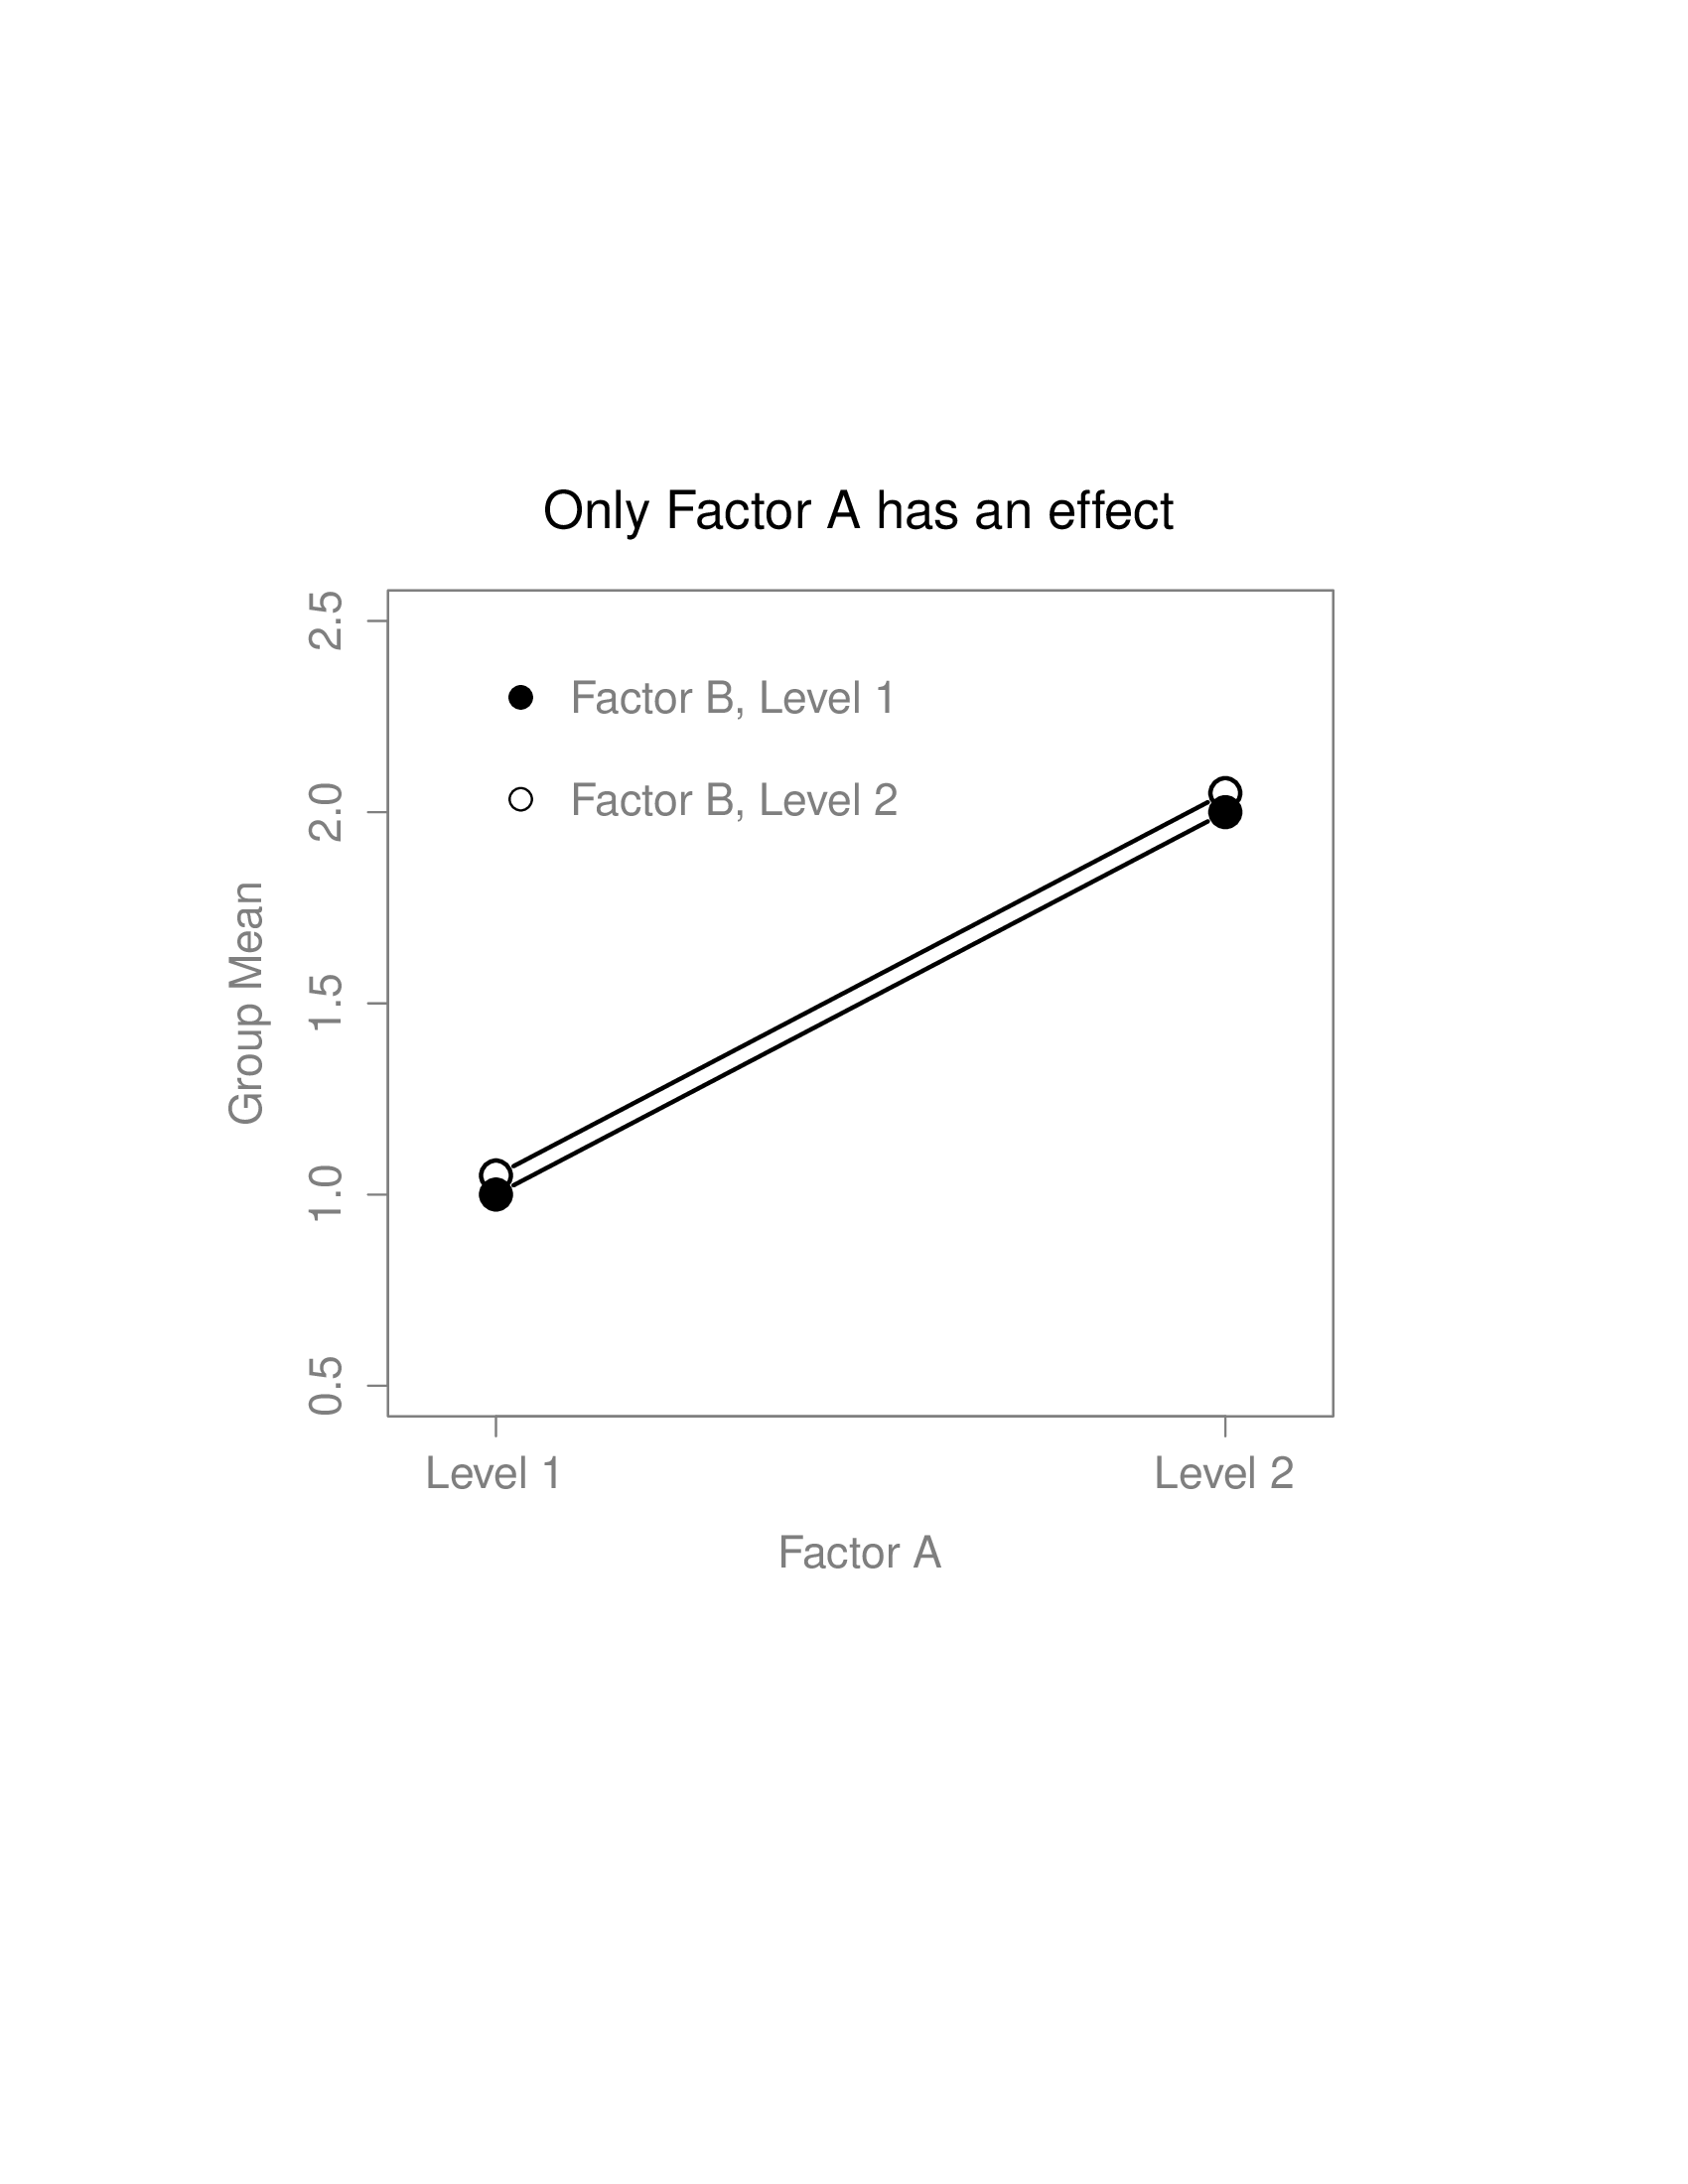 Only Factor A has an effect
2.5
2.0
1.5
1.0
0.5
Group Mean
Factor B, Level 1
Factor B, Level 2
Level 1
Level 2
Factor A